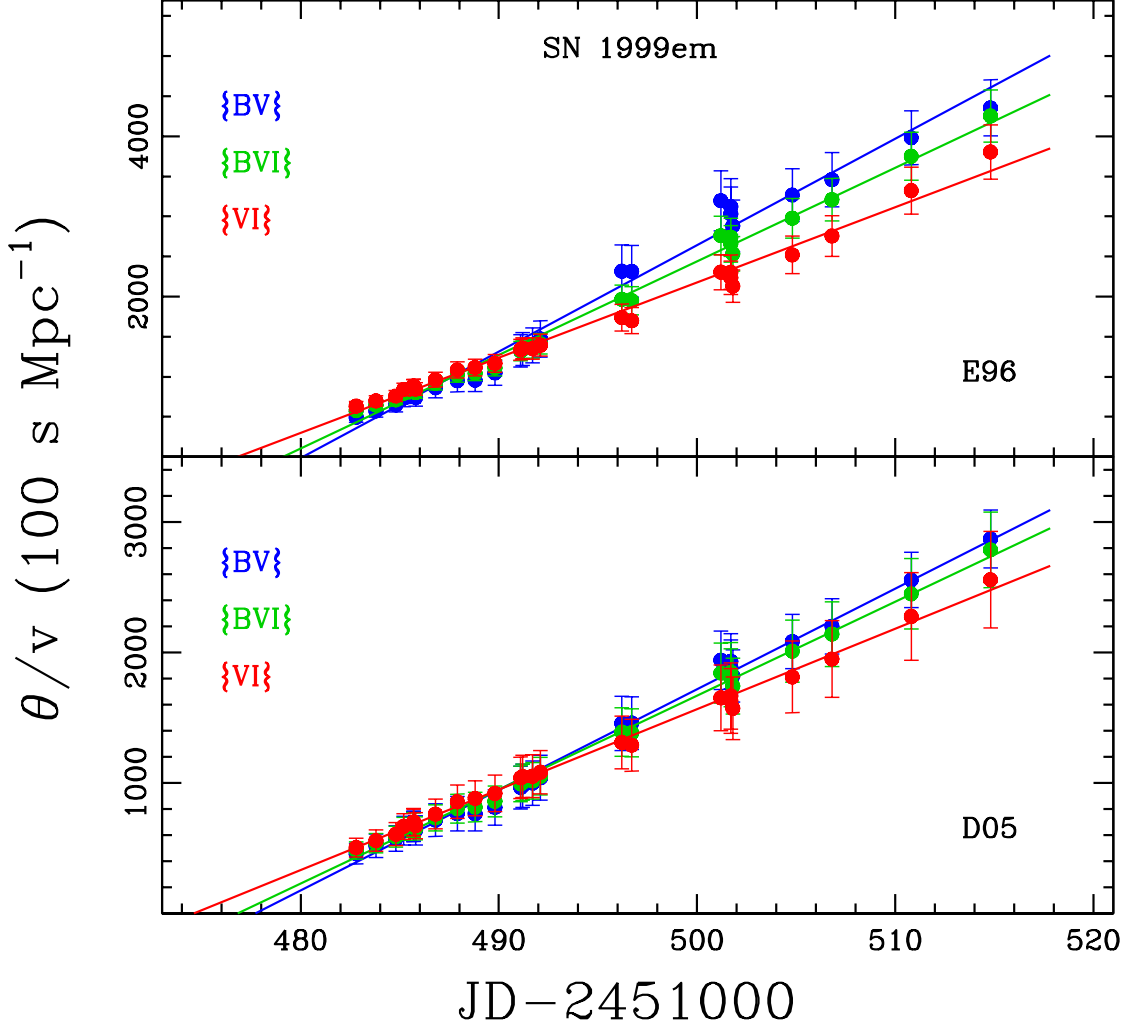 SN 1999em
{BV}
{BVI}
{VI}
4000
2000
E96
θ/v (100 s Mpc⁻¹)
{BV}
{BVI}
{VI}
3000
2000
1000
D05
480 490 500 510 520
JD-2451000